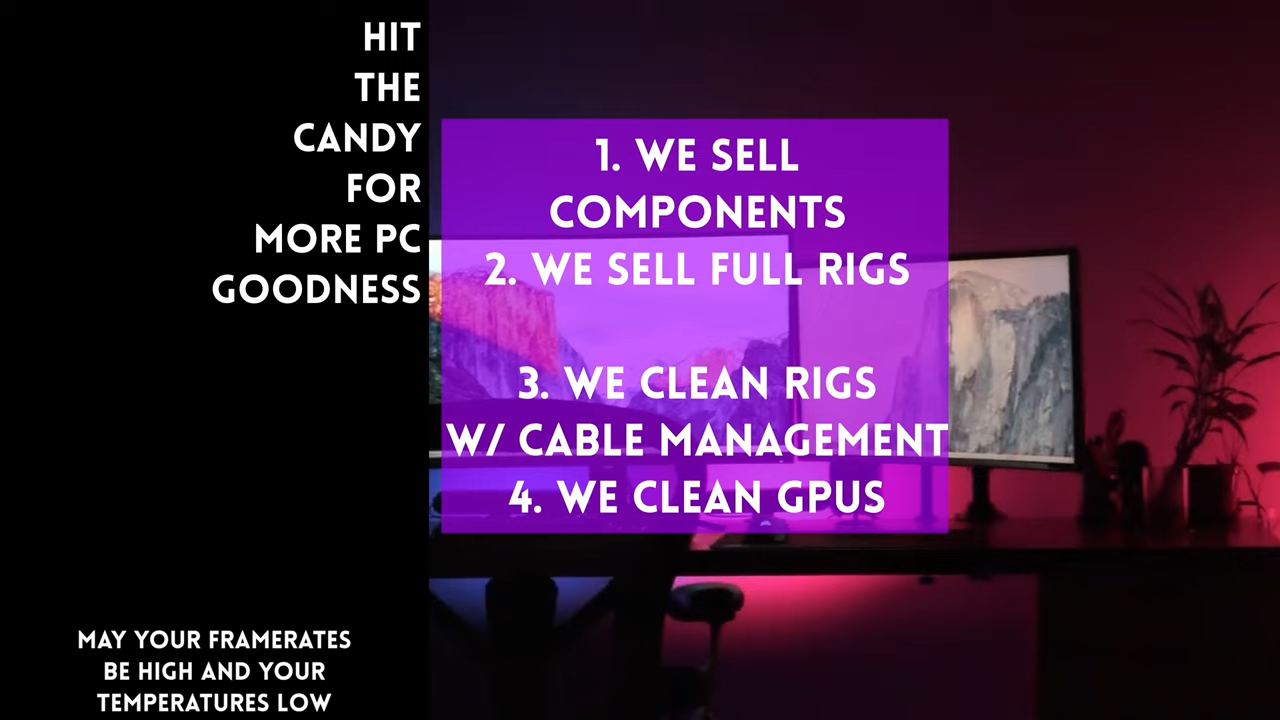 HIT
THE
CANDY
FOR
MORE PC
GOODNESS
1. WE SELL
COMPONENTS
2. WE SELL FULL RIGS
3. WE CLEAN RIGS
W/ CABLE MANAGEMENT
4. WE CLEAN GPUS
MAY YOUR FRAMERATES
BE HIGH AND YOUR
TEMPERATURES LOW